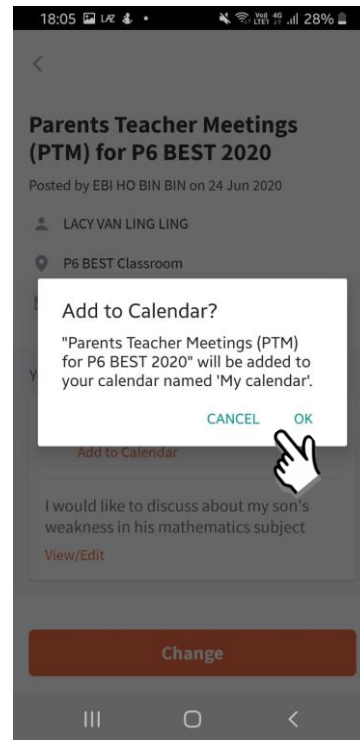 18:05 LAZ 28%
Parents Teacher Meetings
(PTM) for P6 BEST 2020
Posted by EBI HO BIN BIN on 24 Jun 2020
LACY VAN LING LING
P6 BEST Classroom
Add to Calendar?
"Parents Teacher Meetings (PTM)
for P6 BEST 2020" will be added to
your calendar named 'My calendar'.
CANCEL OK
Add to Calendar
I would like to discuss about my son's
weakness in his mathematics subject
View/Edit
Change